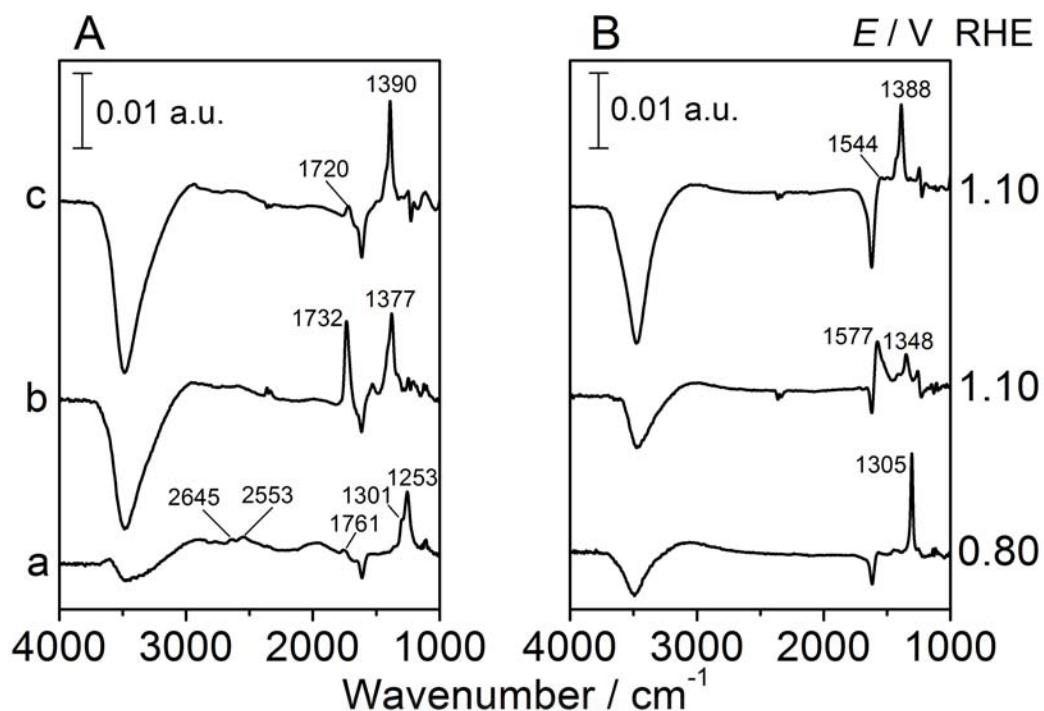 A B E / V RHE
0.01 a.u. 0.01 a.u.
1390 1388
1720 1544
c 1.10
1732 1377 1577 1348
b 1.10
2645 2553 1301 1253 1305
1761
a 0.80
4000 3000 2000 1000 4000 3000 2000 1000
Wavenumber / cm⁻¹